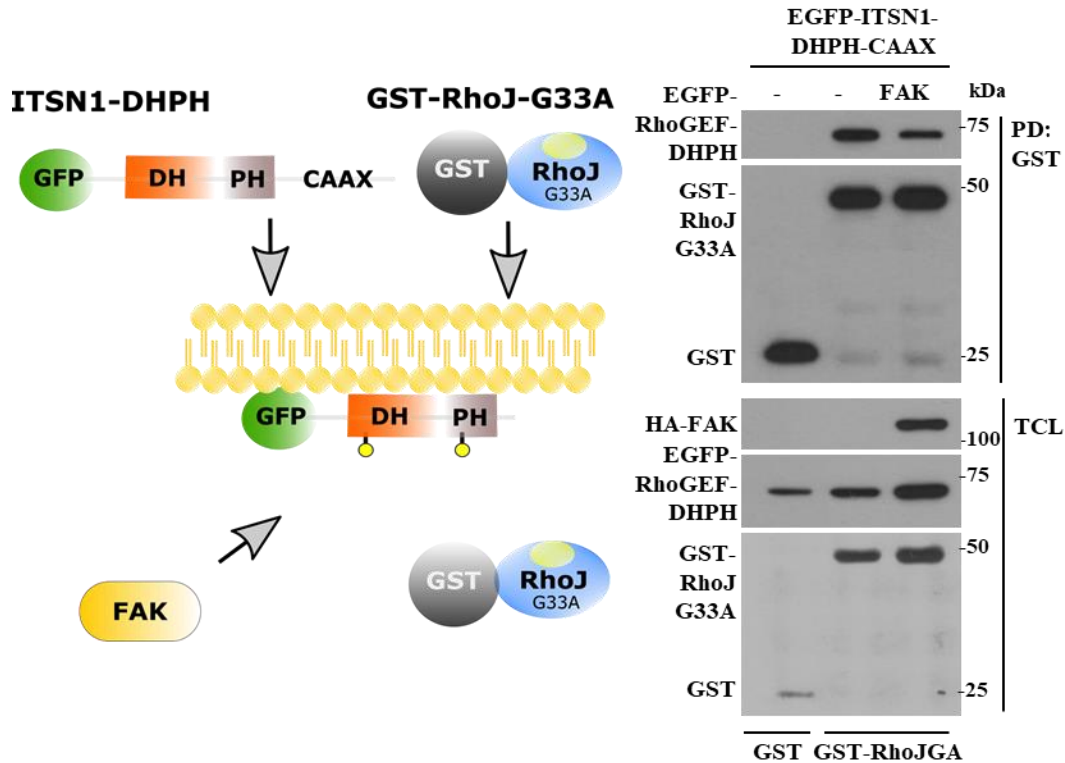 ITSN1-DHPH
GST-RhoJ-G33A
GFP
DH
PH
CAAX
GST
RhoJ
G33A
GFP
DH
PH
FAK
GST
RhoJ
G33A
EGFP-ITSN1-
DHPH-CAAX
EGFP-
RhoGEF-
DHPH
- - FAK
kDa
-75
PD:
GST
GST-
RhoJ
G33A
-50
GST
-25
HA-FAK
-100
TCL
EGFP-
RhoGEF-
DHPH
-75
GST-
RhoJ
G33A
-50
GST
-25
GST GST-RhoJGA